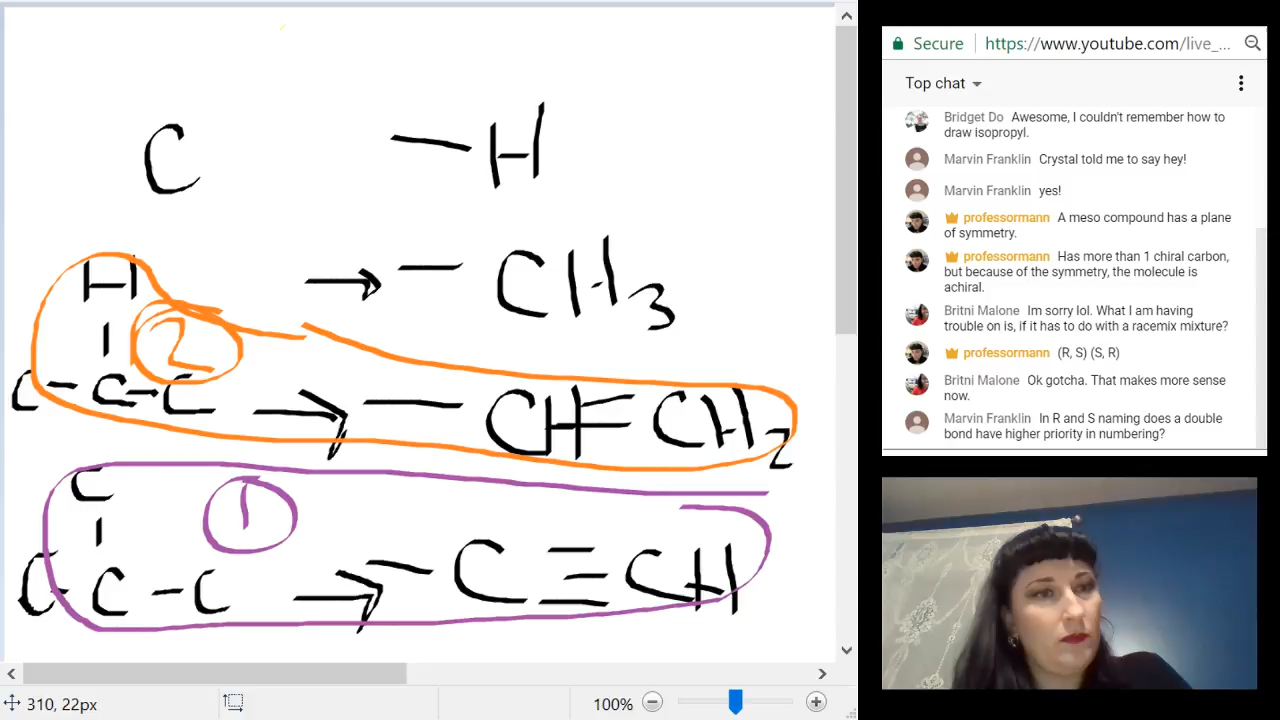 C — H
H → — CH3
2
C - C - C → — CH = CH2
C
1
C - C - C → — C ≡ CH
310, 22px
100%
Secure https://www.youtube.com/live_...
Top chat
Bridget Do Awesome, I couldn't remember how to
draw isopropyl.
Marvin Franklin Crystal told me to say hey!
Marvin Franklin yes!
professormann A meso compound has a plane
of symmetry.
professormann Has more than 1 chiral carbon,
but because of the symmetry, the molecule is
achiral.
Britni Malone Im sorry lol. What I am having
trouble on is, if it has to do with a racemix mixture?
professormann (R, S) (S, R)
Britni Malone Ok gotcha. That makes more sense
now.
Marvin Franklin In R and S naming does a double
bond have higher priority in numbering?